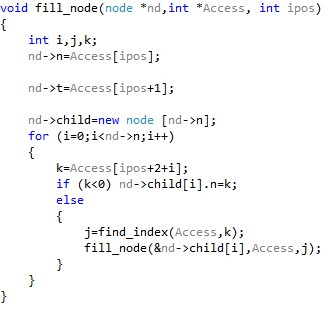 void fill_node(node *nd,int *Access, int ipos)
{
    int i,j,k;
    nd->n=Access[ipos];

    nd->t=Access[ipos+1];

    nd->child=new node [nd->n];
    for (i=0;i<nd->n;i++)
    {
        k=Access[ipos+2+i];
        if (k<0) nd->child[i].n=k;
        else
        {
            j=find_index(Access,k);
            fill_node(&nd->child[i],Access,j);
        }
    }
}